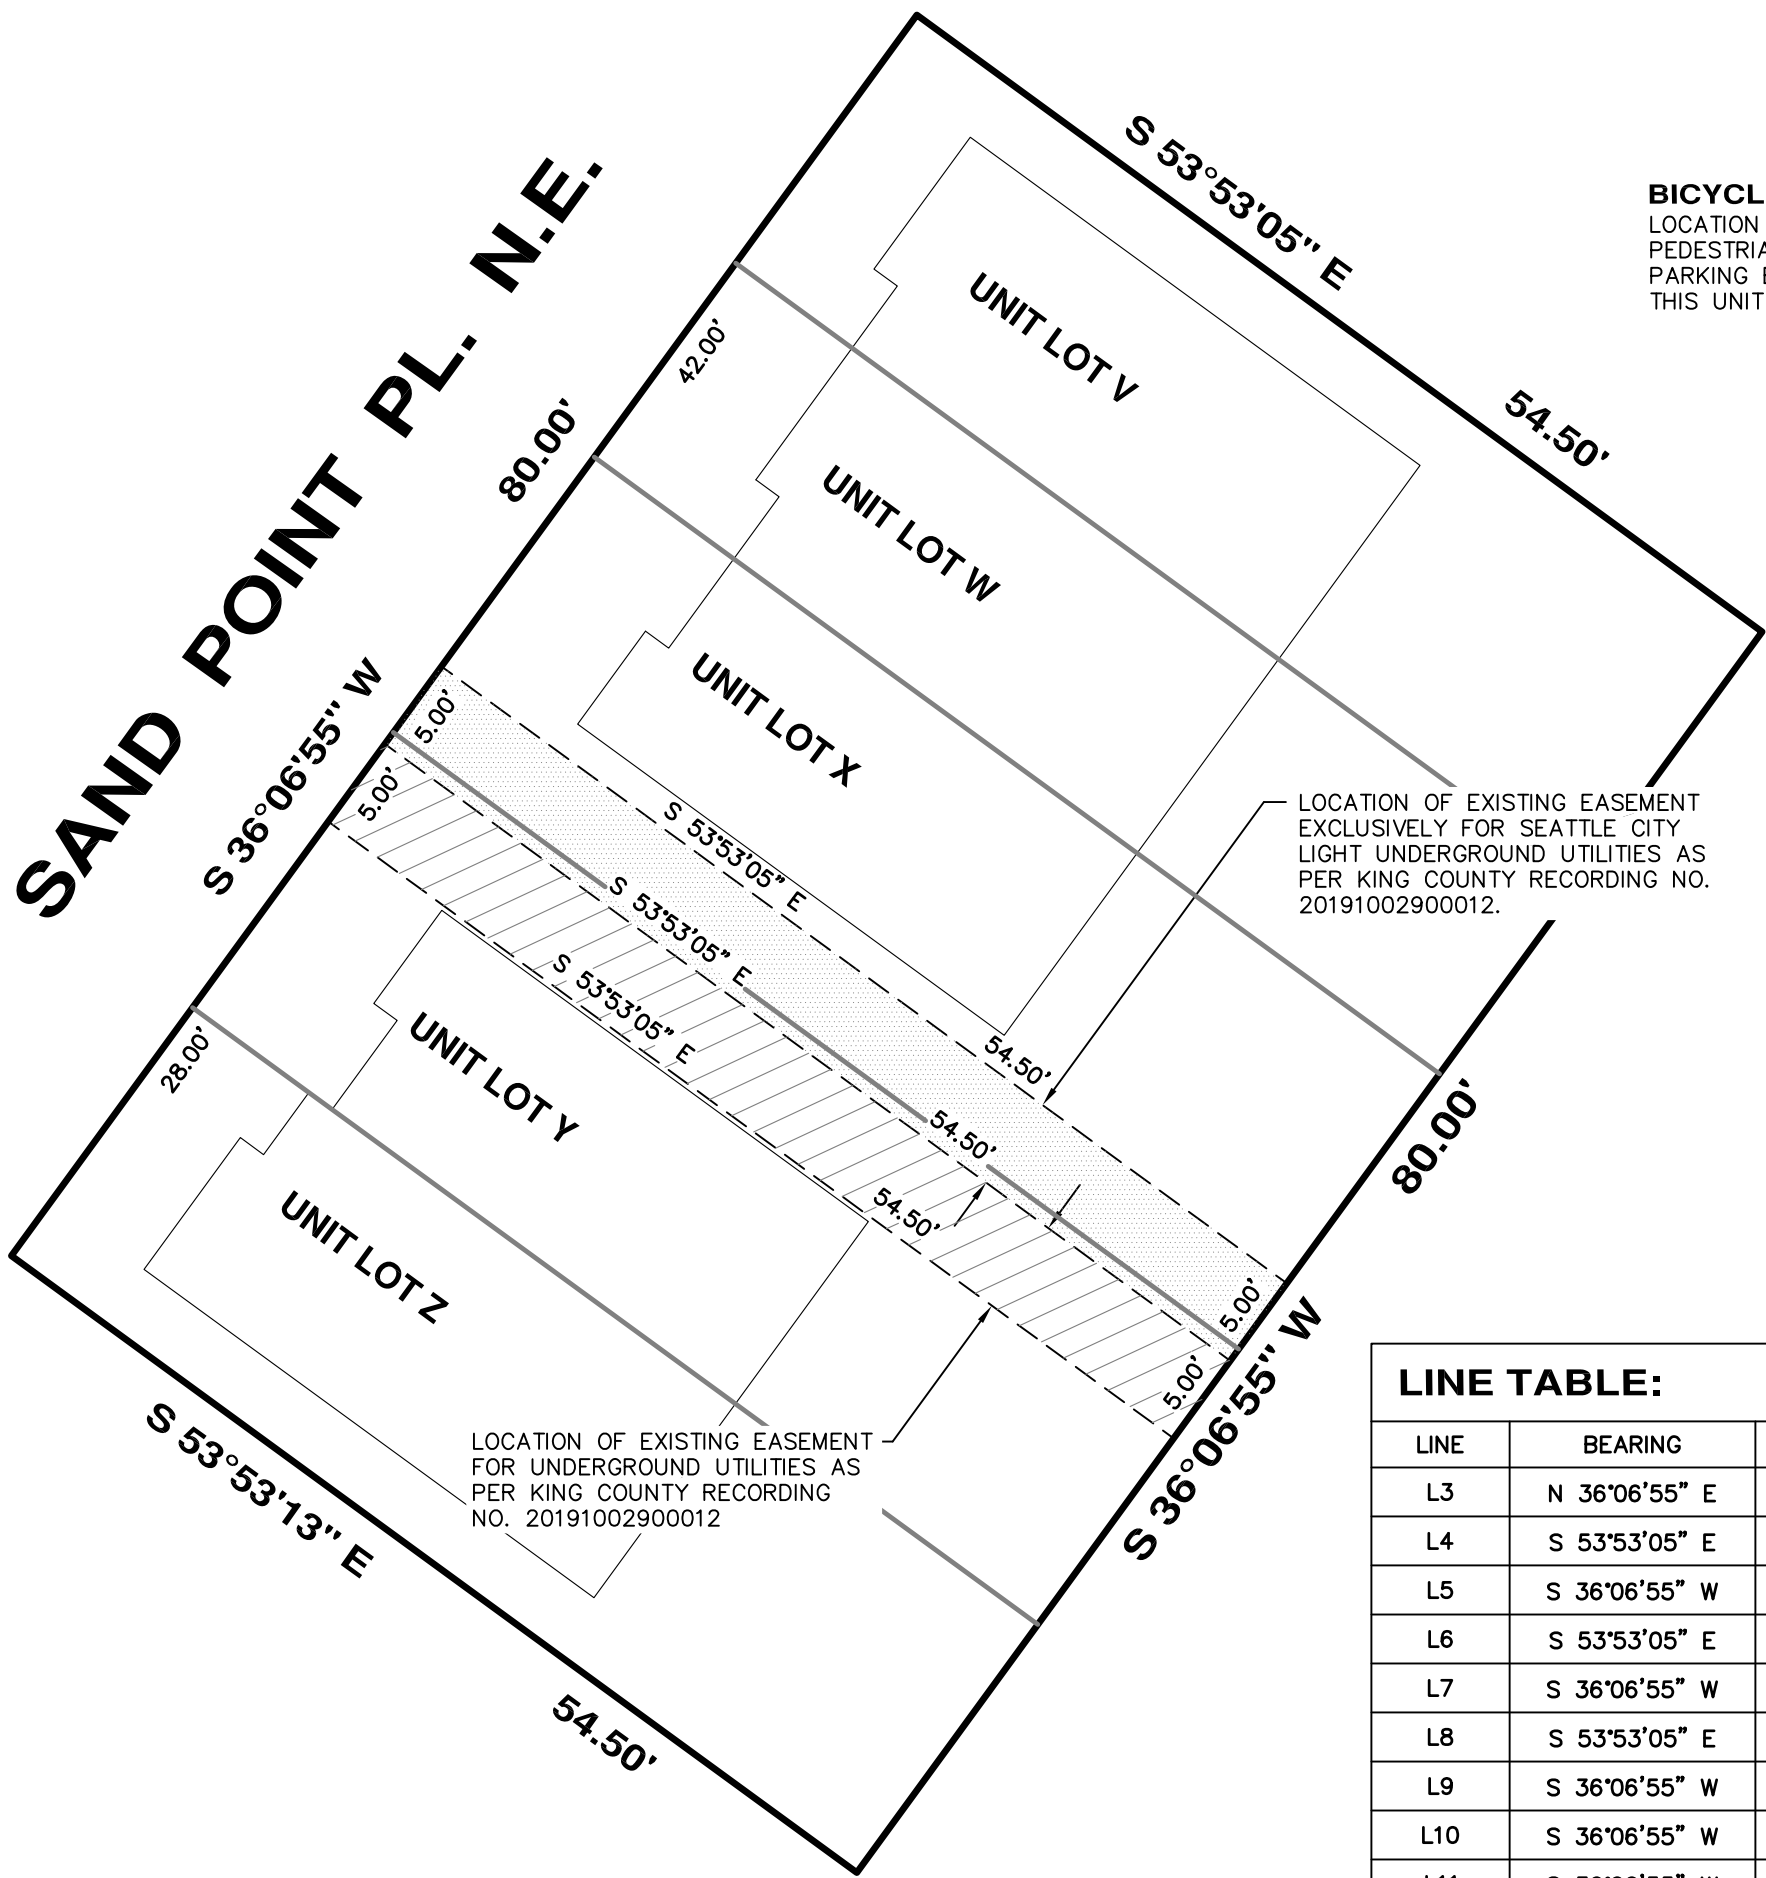 S 53°53'05" E
54.50'
BICYCL
LOCATION
PEDESTRIA
PARKING
THIS UNIT
SAND POINT PL. N.E.
42.00'
80.00'
S 36°06'55" W
UNIT LOT V
UNIT LOT W
UNIT LOT X
5.00'
5.00'
S 53°53'05" E
54.50'
S 53°53'05" E
54.50'
S 53°53'05" E
54.50'
LOCATION OF EXISTING EASEMENT
EXCLUSIVELY FOR SEATTLE CITY
LIGHT UNDERGROUND UTILITIES AS
PER KING COUNTY RECORDING NO.
20191002900012.
28.00'
UNIT LOT Y
UNIT LOT Z
80.00'
5.00'
5.00'
S 36°06'55" W
LOCATION OF EXISTING EASEMENT
FOR UNDERGROUND UTILITIES AS
PER KING COUNTY RECORDING
NO. 20191002900012
S 53°53'13" E
54.50'
LINE TABLE:
LINE BEARING
L3 N 36°06'55" E
L4 S 53°53'05" E
L5 S 36°06'55" W
L6 S 53°53'05" E
L7 S 36°06'55" W
L8 S 53°53'05" E
L9 S 36°06'55" W
L10 S 36°06'55" W